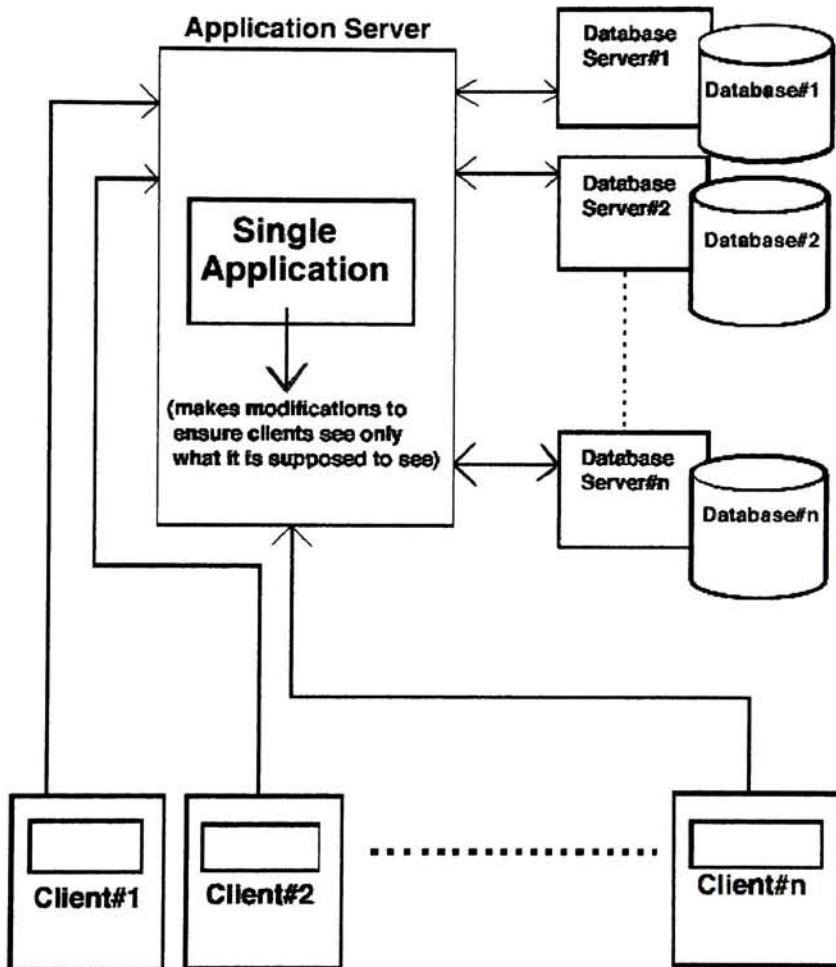 Application Server
Single
Application
(makes modifications to
ensure clients see only
what it is supposed to see)
Database
Server#1
Database#1
Database
Server#2
Database#2
Database
Server#n
Database#n
Client#1
Client#2
Client#n